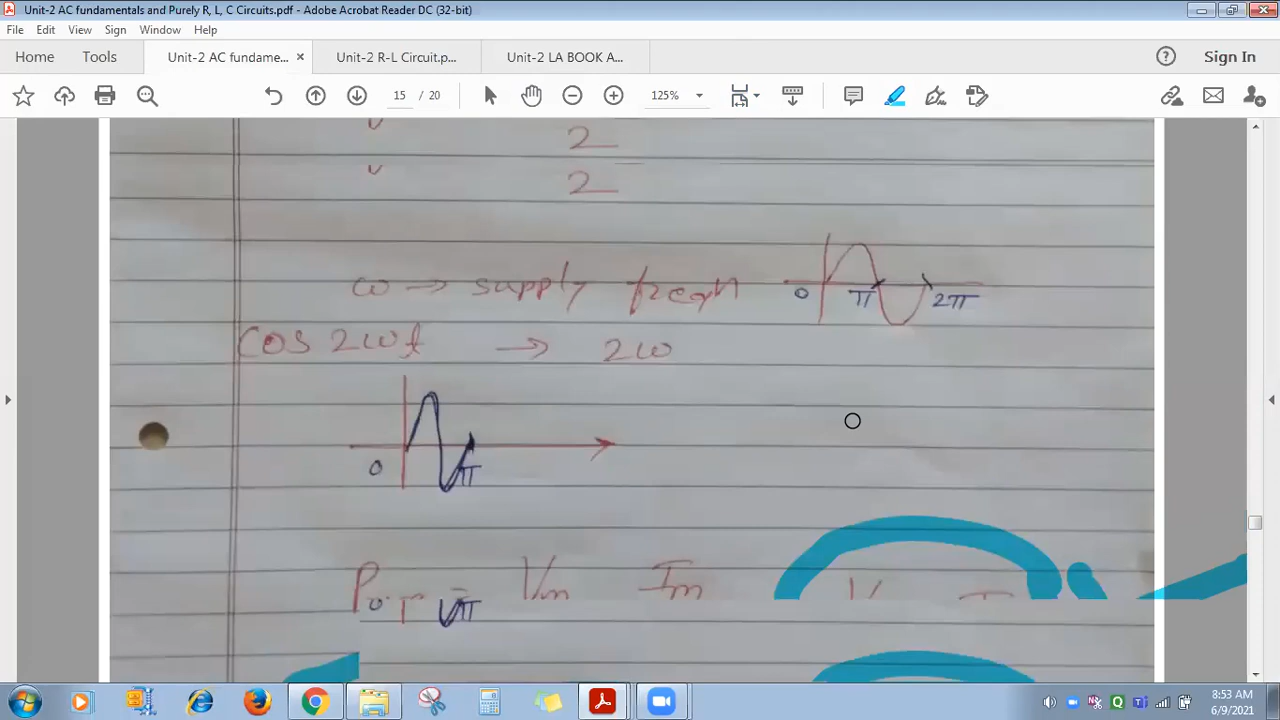 Unit-2 AC fundamentals and Purely R, L, C Circuits.pdf - Adobe Acrobat Reader DC (32-bit)
File Edit View Sign Window Help
Home Tools Unit-2 AC fundame... × Unit-2 R-L Circuit.p... Unit-2 LA BOOK A... Sign In
15 / 20 125%
2
2
ω → supply freqn 0 π 2π
Cos 2ωt → 2ω
0 π
Vm Im
0 π
8:53 AM
6/9/2021